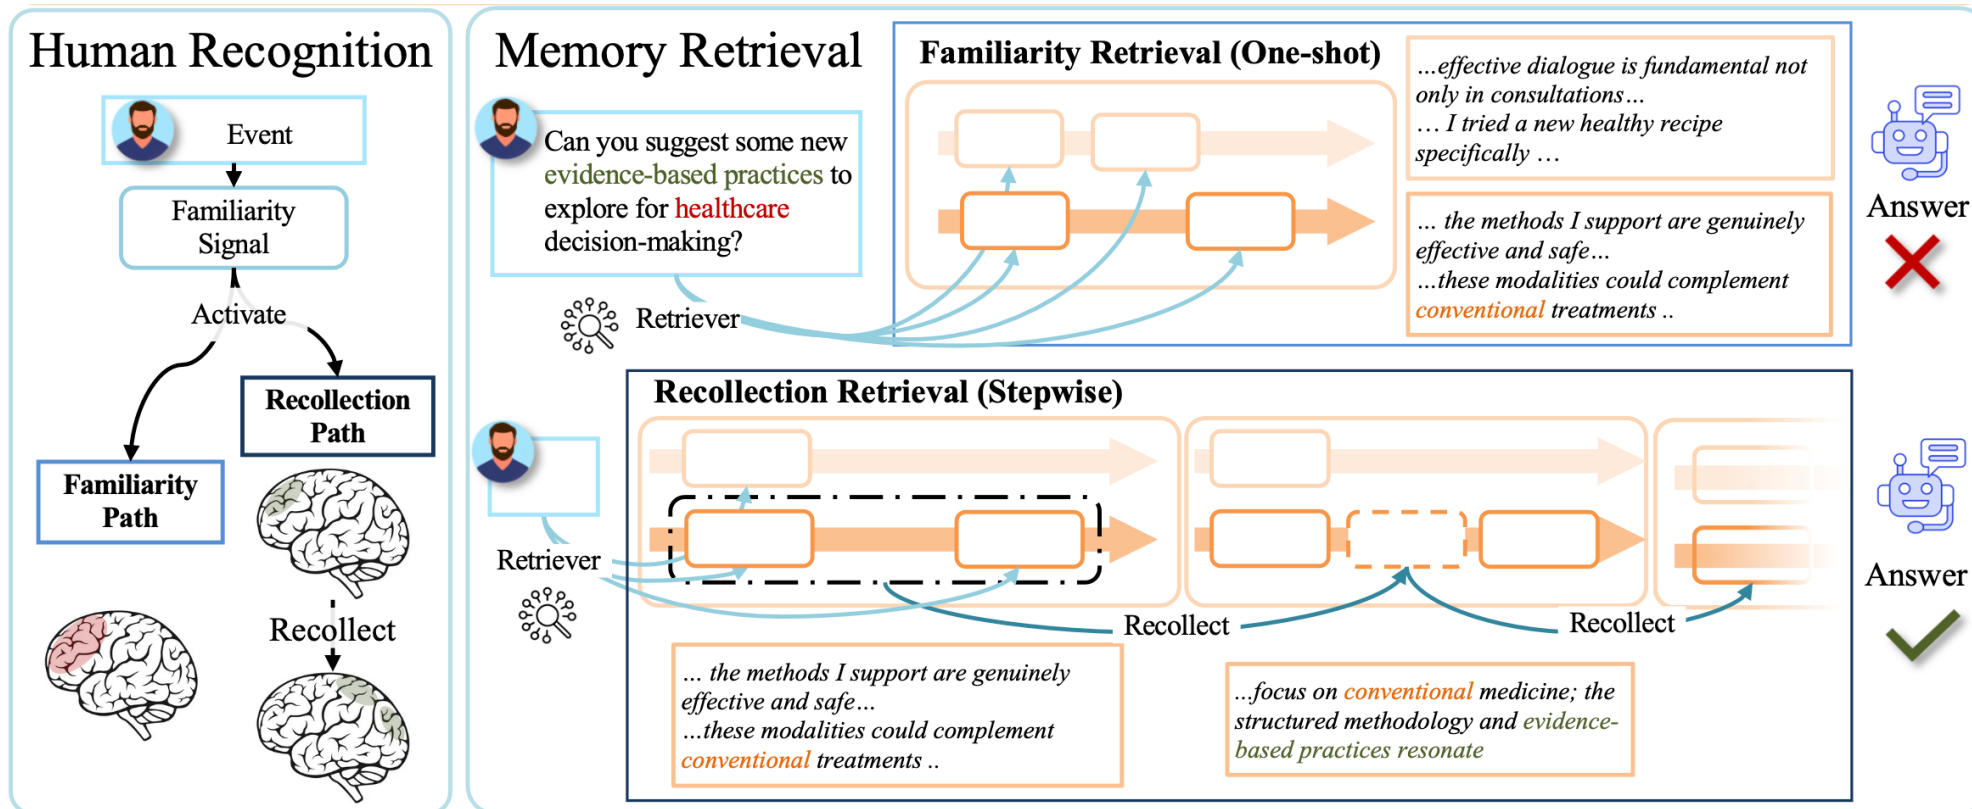 Human Recognition
Event
Familiarity
Signal
Activate
Recollection
Path
Familiarity
Path
Recollect
Memory Retrieval
Can you suggest some new
evidence-based practices to
explore for healthcare
decision-making?
Retriever
Familiarity Retrieval (One-shot)
...effective dialogue is fundamental not
only in consultations...
... I tried a new healthy recipe
specifically ...
... the methods I support are genuinely
effective and safe...
...these modalities could complement
conventional treatments ..
Answer
Recollection Retrieval (Stepwise)
Retriever
Recollect
Recollect
... the methods I support are genuinely
effective and safe...
...these modalities could complement
conventional treatments ..
...focus on conventional medicine; the
structured methodology and evidence-
based practices resonate
Answer